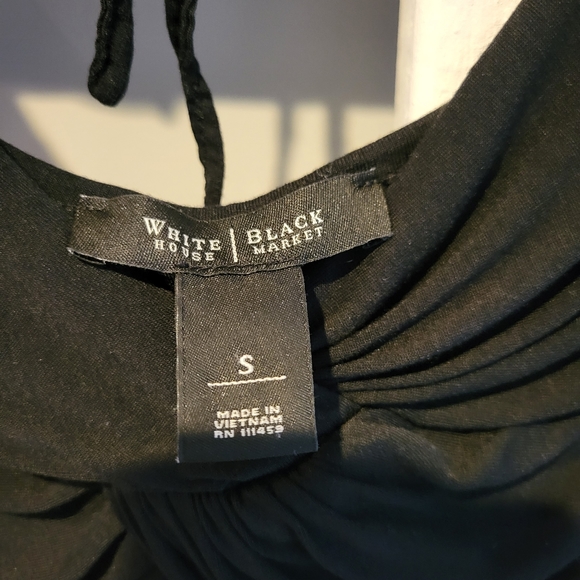 WHITE HOUSE | BLACK MARKET
S
MADE IN
VIETNAM
RN 111459